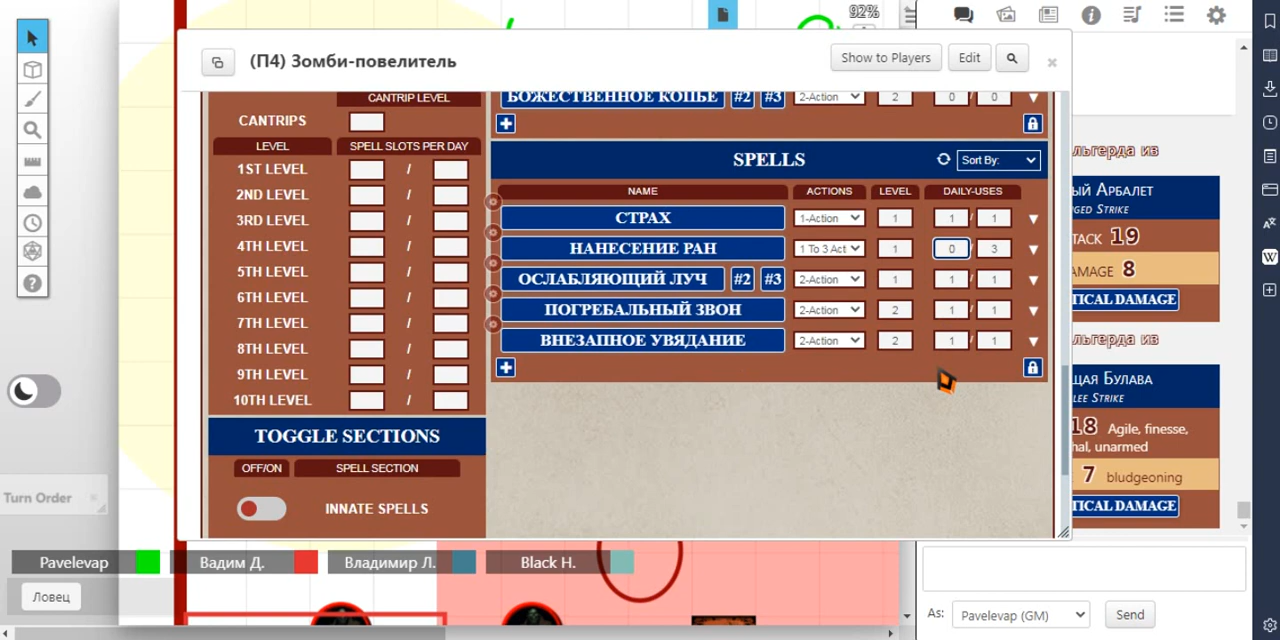 92%
(П4) Зомби-повелитель
Show to Players
Edit
CANTRIP LEVEL
CANTRIPS
LEVEL
SPELL SLOTS PER DAY
1ST LEVEL /
2ND LEVEL /
3RD LEVEL /
4TH LEVEL /
5TH LEVEL /
6TH LEVEL /
7TH LEVEL /
8TH LEVEL /
9TH LEVEL /
10TH LEVEL /
TOGGLE SECTIONS
OFF/ON
SPELL SECTION
INNATE SPELLS
БОЖЕСТВЕННОЕ КОПЬЕ #2 #3 2-Action 2 0 / 0
SPELLS
Sort By:
NAME ACTIONS LEVEL DAILY-USES
СТРАХ 1-Action 1 1 / 1
НАНЕСЕНИЕ РАН 1 To 3 Act 1 0 / 3
ОСЛАБЛЯЮЩИЙ ЛУЧ #2 #3 2-Action 1 1 / 1
ПОГРЕБАЛЬНЫЙ ЗВОН 2-Action 2 1 / 1
ВНЕЗАПНОЕ УВЯДАНИЕ 2-Action 2 1 / 1
льгерда из
ый Арбалет
ged Strike
TACK 19
AMAGE 8
TICAL DAMAGE
льгерда из
щая Булава
lee Strike
18 Agile, finesse,
hal, unarmed
7 bludgeoning
TICAL DAMAGE
Turn Order
Pavelevap
Вадим Д.
Владимир Л.
Black H.
Ловец
As:
Pavelevap (GM)
Send